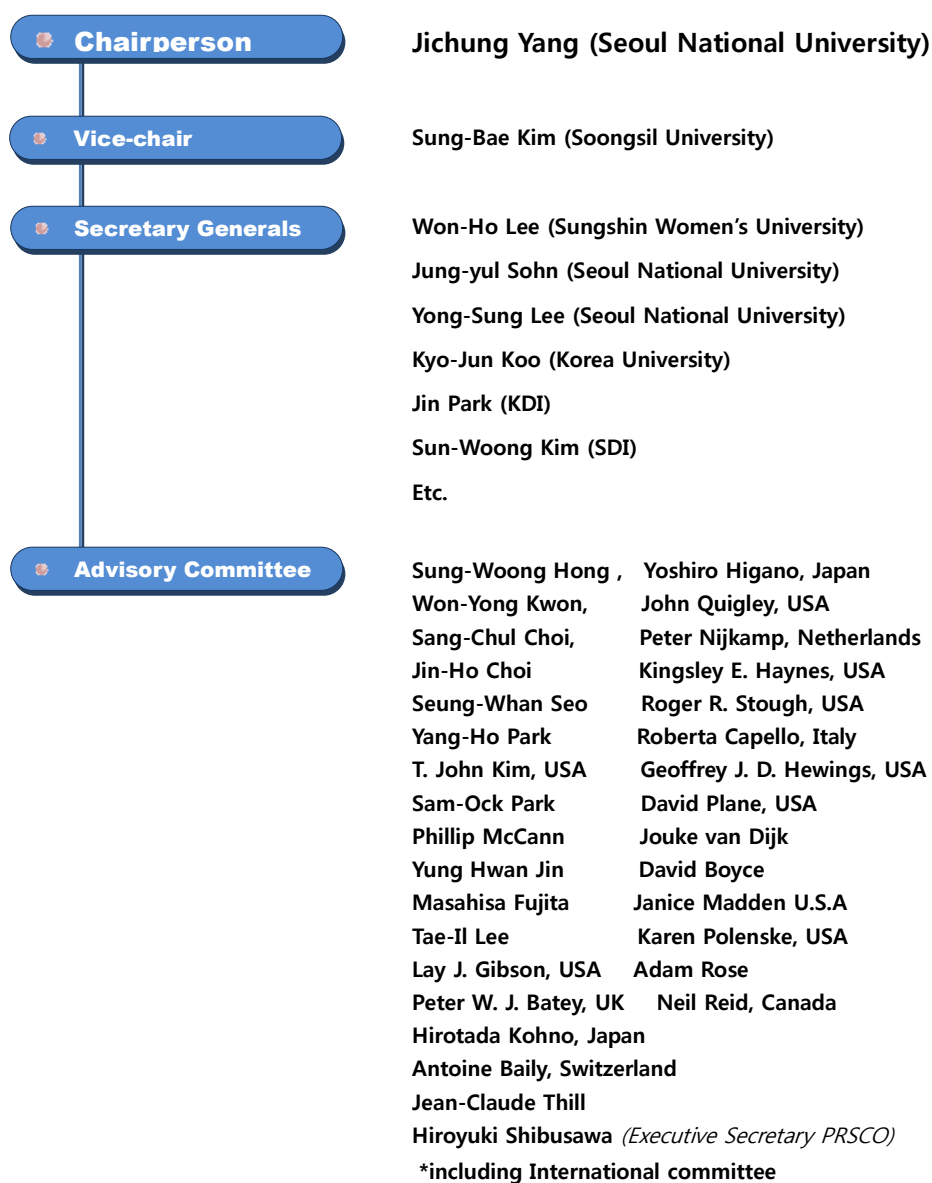 Chairperson Jichung Yang (Seoul National University)
Vice-chair Sung-Bae Kim (Soongsil University)
Secretary Generals Won-Ho Lee (Sungshin Women's University)
Jung-yul Sohn (Seoul National University)
Yong-Sung Lee (Seoul National University)
Kyo-Jun Koo (Korea University)
Jin Park (KDI)
Sun-Woong Kim (SDI)
Etc.
Advisory Committee Sung-Woong Hong , Yoshiro Higano, Japan
Won-Yong Kwon, John Quigley, USA
Sang-Chul Choi, Peter Nijkamp, Netherlands
Jin-Ho Choi Kingsley E. Haynes, USA
Seung-Whan Seo Roger R. Stough, USA
Yang-Ho Park Roberta Capello, Italy
T. John Kim, USA Geoffrey J. D. Hewings, USA
Sam-Ock Park David Plane, USA
Phillip McCann Jouke van Dijk
Yung Hwan Jin David Boyce
Masahisa Fujita Janice Madden U.S.A
Tae-Il Lee Karen Polenske, USA
Lay J. Gibson, USA Adam Rose
Peter W. J. Batey, UK Neil Reid, Canada
Hirotada Kohno, Japan
Antoine Baily, Switzerland
Jean-Claude Thill
Hiroyuki Shibusawa (Executive Secretary PRSCO)
*including International committee